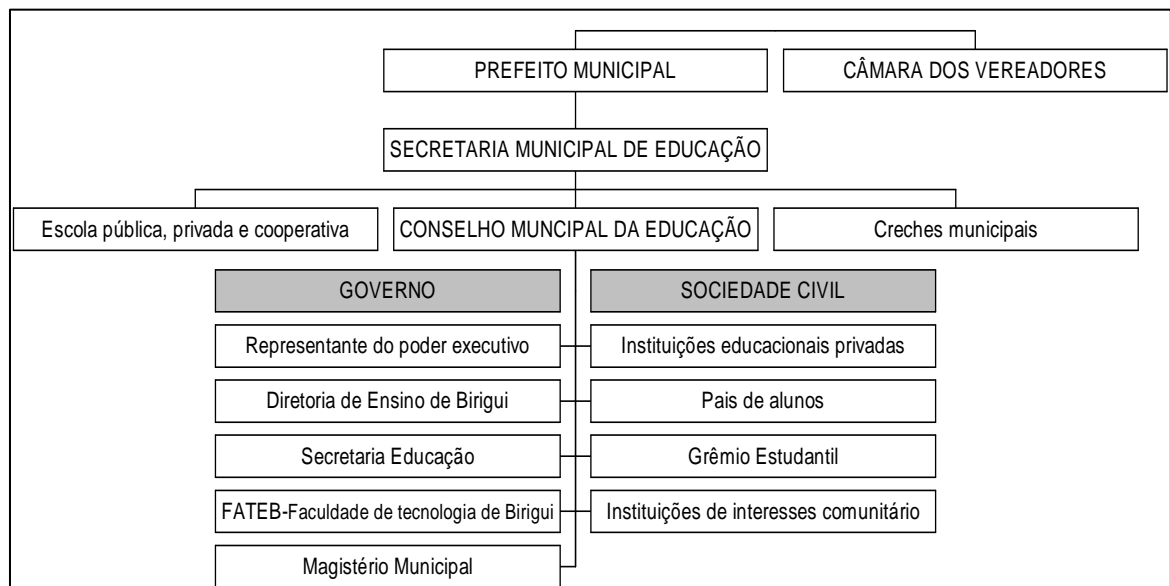 PREFEITO MUNICIPAL
CÂMARA DOS VEREADORES
SECRETARIA MUNICIPAL DE EDUCAÇÃO
Escola pública, privada e cooperativa
CONSELHO MUNCIPAL DA EDUCAÇÃO
Creches municipais
GOVERNO
SOCIEDADE CIVIL
Representante do poder executivo
Instituições educacionais privadas
Diretoria de Ensino de Birigui
Pais de alunos
Secretaria Educação
Grêmio Estudantil
FATEB-Faculdade de tecnologia de Birigui
Instituições de interesses comunitário
Magistério Municipal